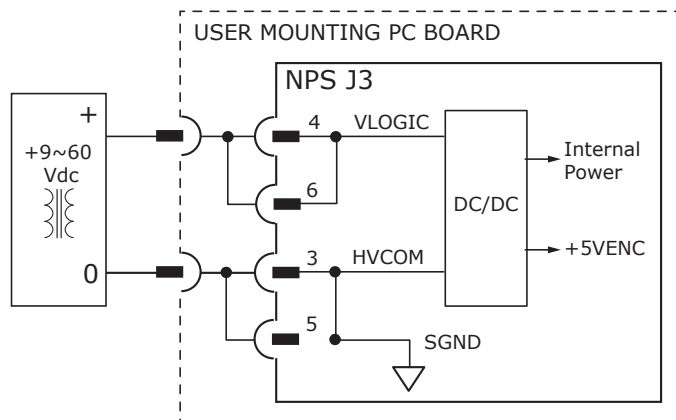 USER MOUNTING PC BOARD
NPS J3
+
+9~60
Vdc
0
4
VLOGIC
6
3
HVCOM
5
SGND
DC/DC
Internal
Power
+5VENC